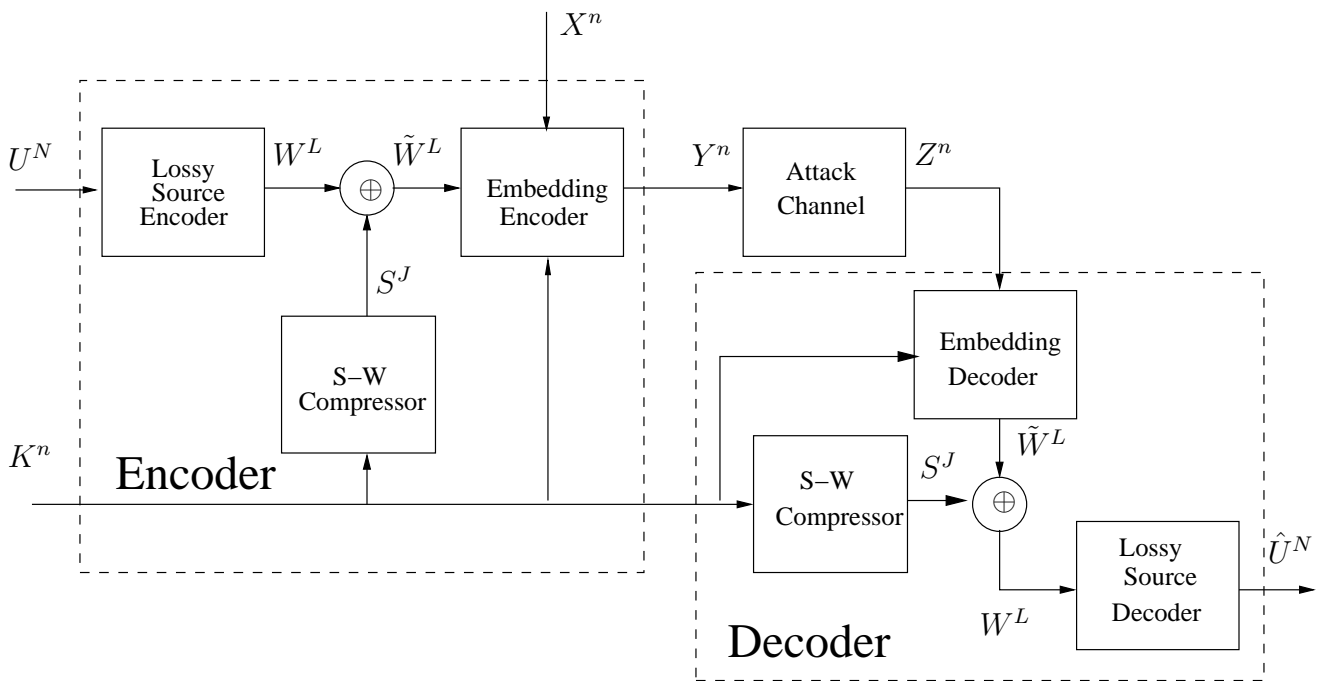 X^n
U^N
Lossy
Source
Encoder
W^L
⊕
W̃^L
Embedding
Encoder
Y^n
Attack
Channel
Z^n
S^J
S–W
Compressor
K^n
Encoder
Embedding
Decoder
W̃^L
S–W
Compressor
S^J
⊕
W^L
Lossy
Source
Decoder
Û^N
Decoder